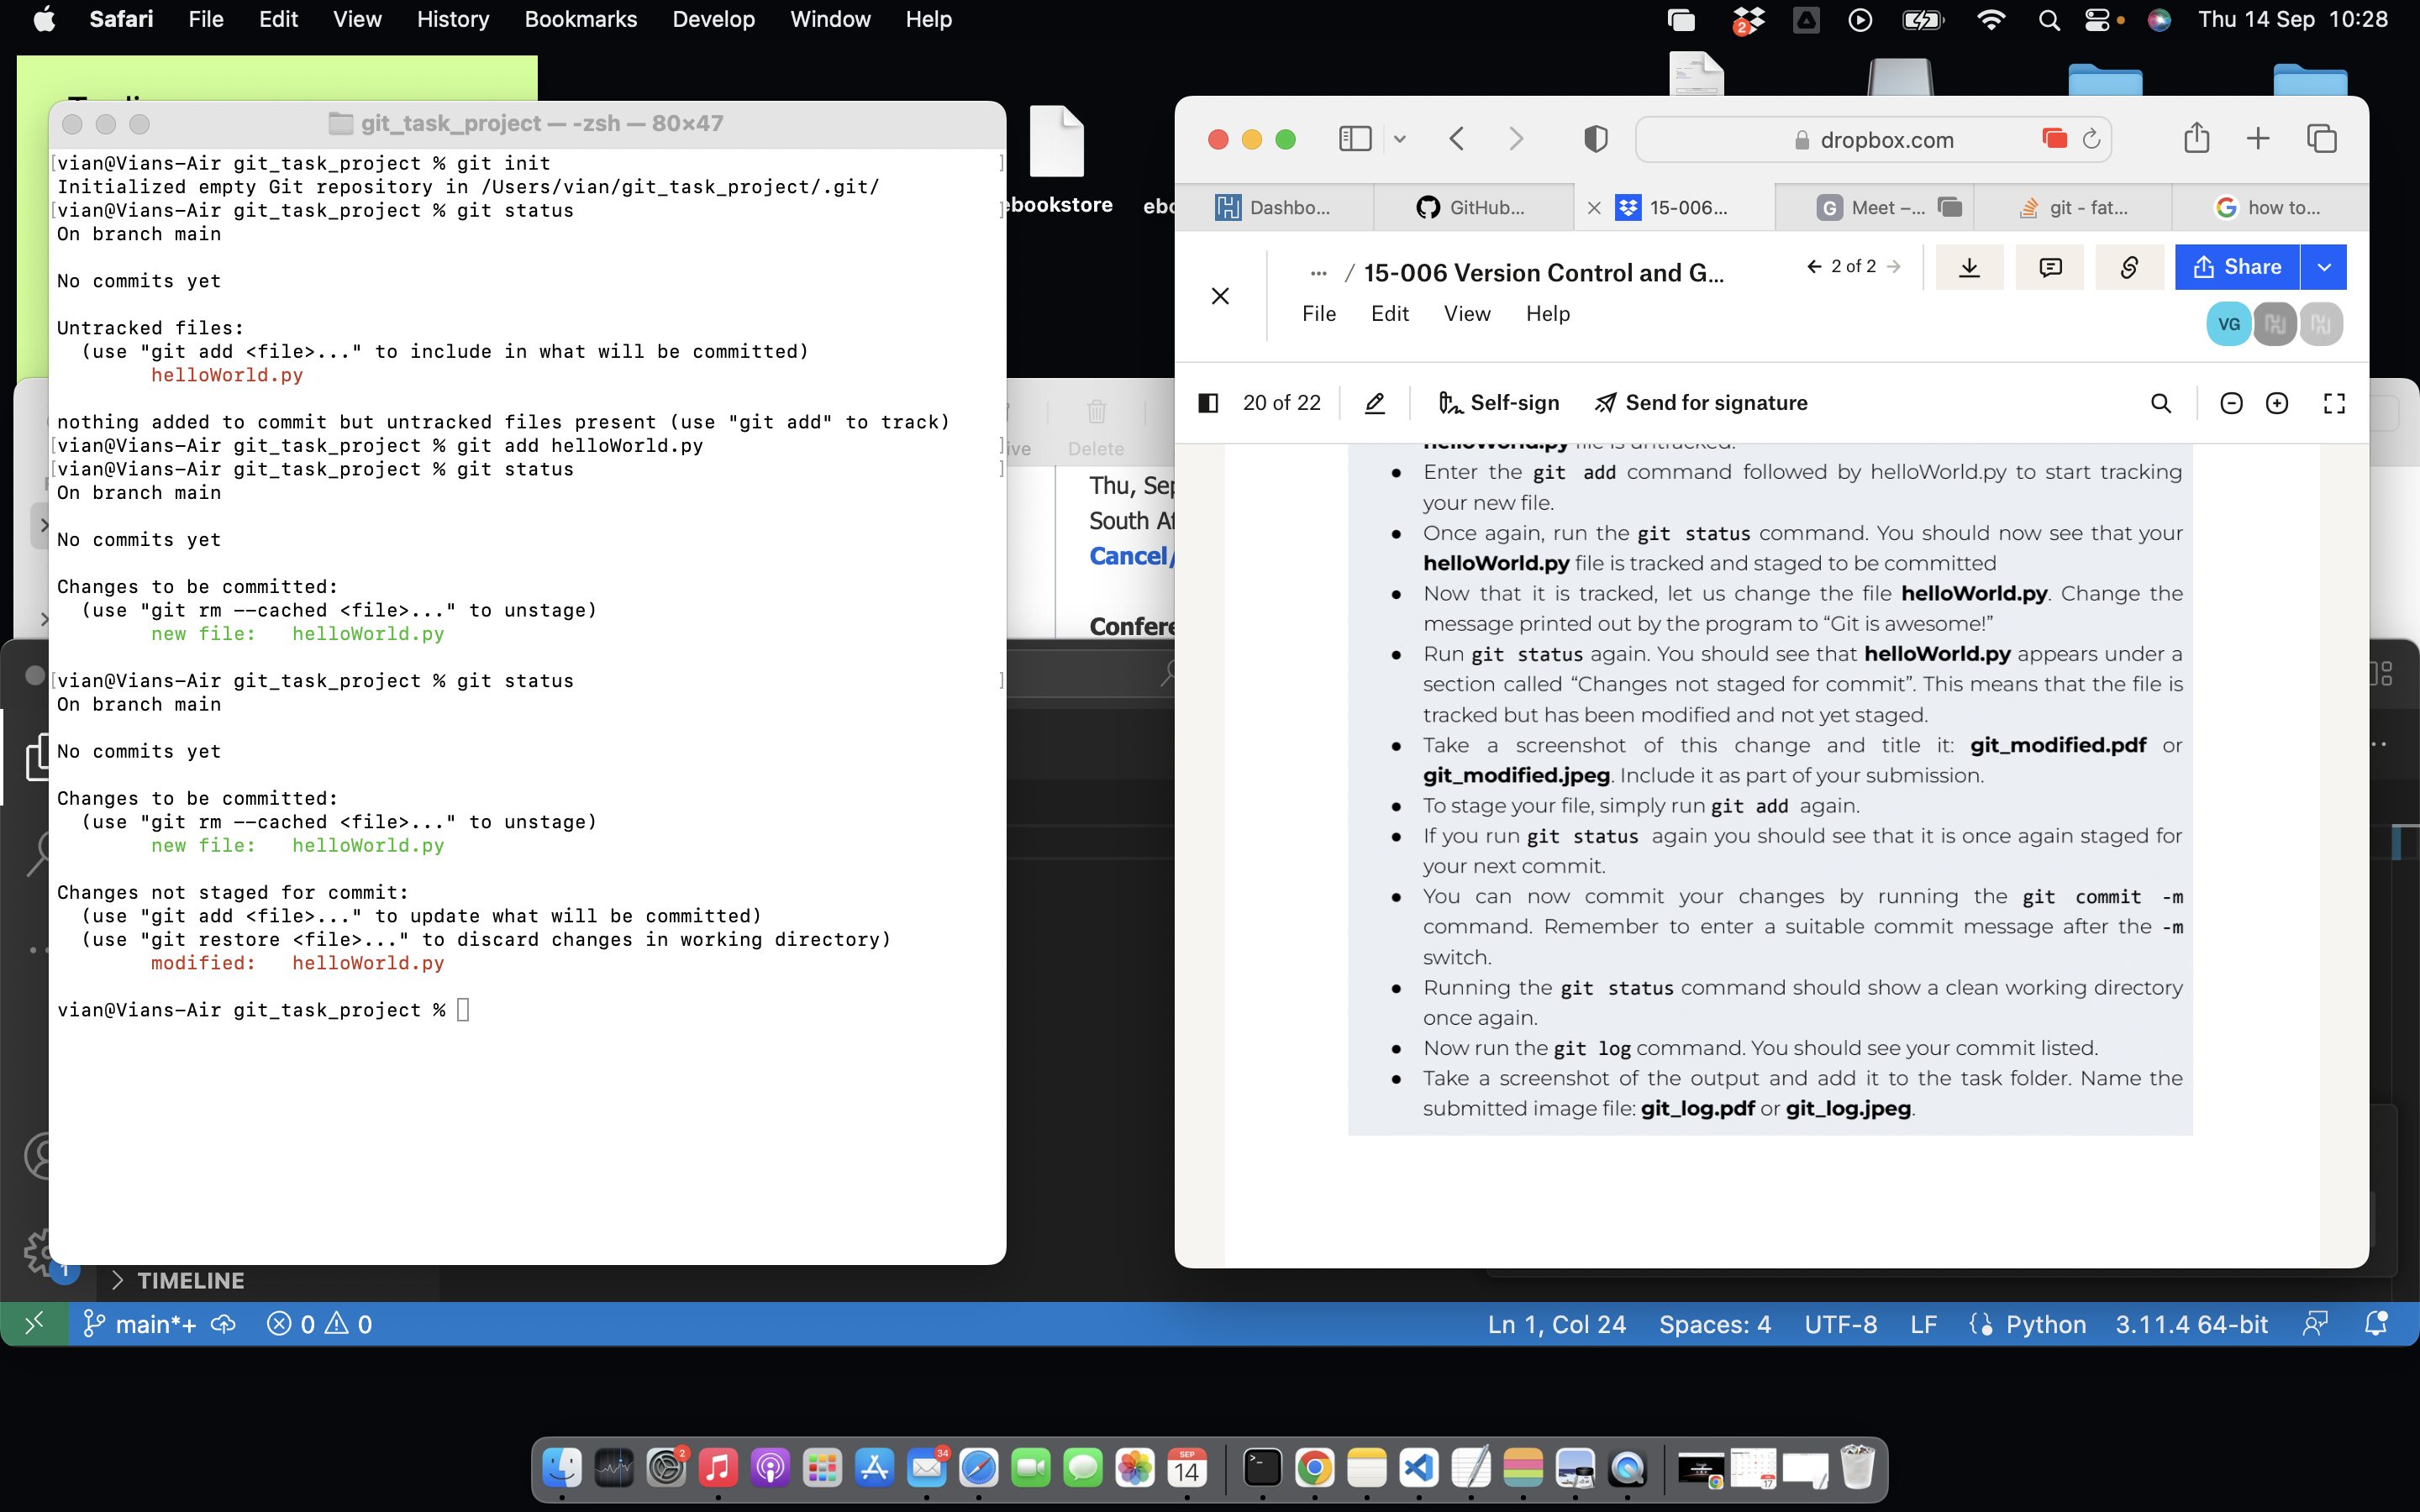 Safari File Edit View History Bookmarks Develop Window Help
2
Thu 14 Sep 10:28
git_task_project — -zsh — 80×47
[vian@Vians-Air git_task_project % git init ]
Initialized empty Git repository in /Users/vian/git_task_project/.git/
[vian@Vians-Air git_task_project % git status ]
On branch main
No commits yet
Untracked files:
(use "git add <file>..." to include in what will be committed)
helloWorld.py
nothing added to commit but untracked files present (use "git add" to track)
[vian@Vians-Air git_task_project % git add helloWorld.py ]
[vian@Vians-Air git_task_project % git status ]
On branch main
No commits yet
Changes to be committed:
(use "git rm --cached <file>..." to unstage)
new file: helloWorld.py
[vian@Vians-Air git_task_project % git status ]
On branch main
No commits yet
Changes to be committed:
(use "git rm --cached <file>..." to unstage)
new file: helloWorld.py
Changes not staged for commit:
(use "git add <file>..." to update what will be committed)
(use "git restore <file>..." to discard changes in working directory)
modified: helloWorld.py
vian@Vians-Air git_task_project %
ebookstore
Delete
Thu, Sep
South Af
Cancel/
Confere
dropbox.com
Dashbo...
GitHub...
15-006...
G Meet –...
git - fat...
how to...
... / 15-006 Version Control and G...
2 of 2
Share
File Edit View Help
VG
20 of 22
Self-sign
Send for signature
helloWorld.py file is untracked.
● Enter the git add command followed by helloWorld.py to start tracking
your new file.
● Once again, run the git status command. You should now see that your
helloWorld.py file is tracked and staged to be committed
● Now that it is tracked, let us change the file helloWorld.py. Change the
message printed out by the program to “Git is awesome!”
● Run git status again. You should see that helloWorld.py appears under a
section called “Changes not staged for commit”. This means that the file is
tracked but has been modified and not yet staged.
● Take a screenshot of this change and title it: git_modified.pdf or
git_modified.jpeg. Include it as part of your submission.
● To stage your file, simply run git add again.
● If you run git status again you should see that it is once again staged for
your next commit.
● You can now commit your changes by running the git commit -m
command. Remember to enter a suitable commit message after the -m
switch.
● Running the git status command should show a clean working directory
once again.
● Now run the git log command. You should see your commit listed.
● Take a screenshot of the output and add it to the task folder. Name the
submitted image file: git_log.pdf or git_log.jpeg.
1
TIMELINE
main*+ 0 0
Ln 1, Col 24 Spaces: 4 UTF-8 LF Python 3.11.4 64-bit
2
34
SEP
14
17